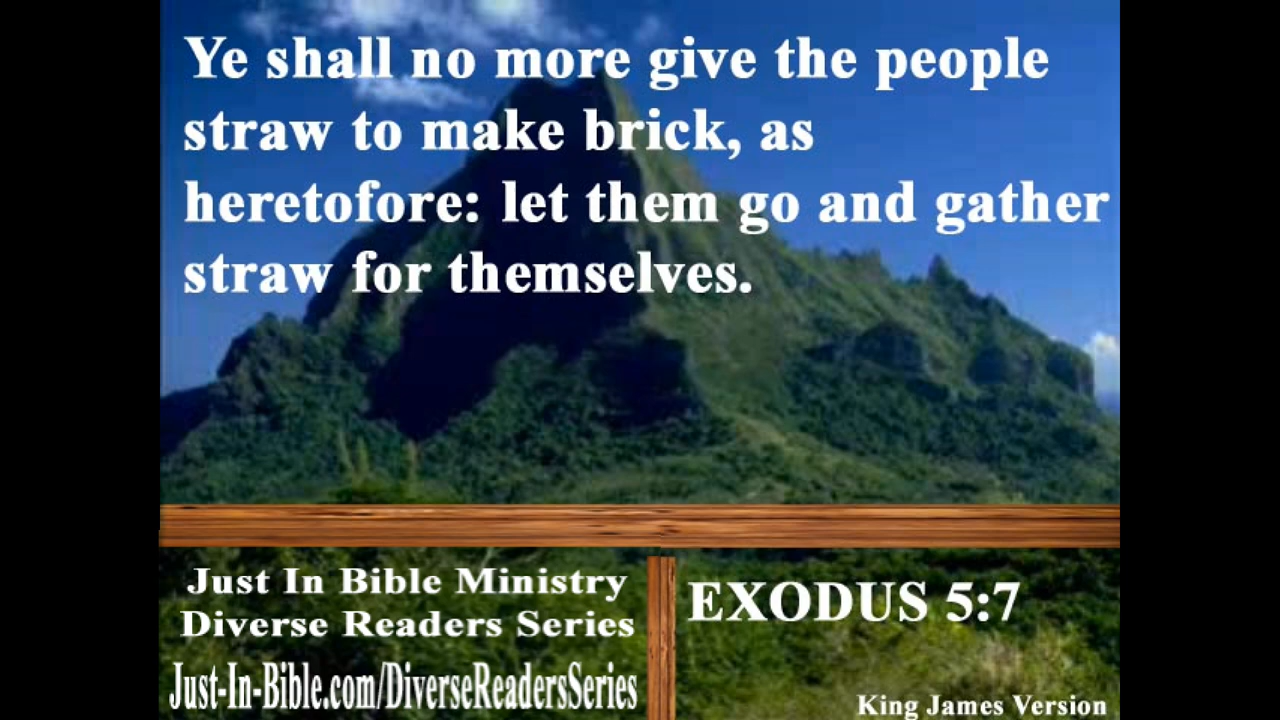 Ye shall no more give the people
straw to make brick, as
heretofore: let them go and gather
straw for themselves.
Just In Bible Ministry
Diverse Readers Series
Just-In-Bible.com/DiverseReadersSeries
EXODUS 5:7
King James Version